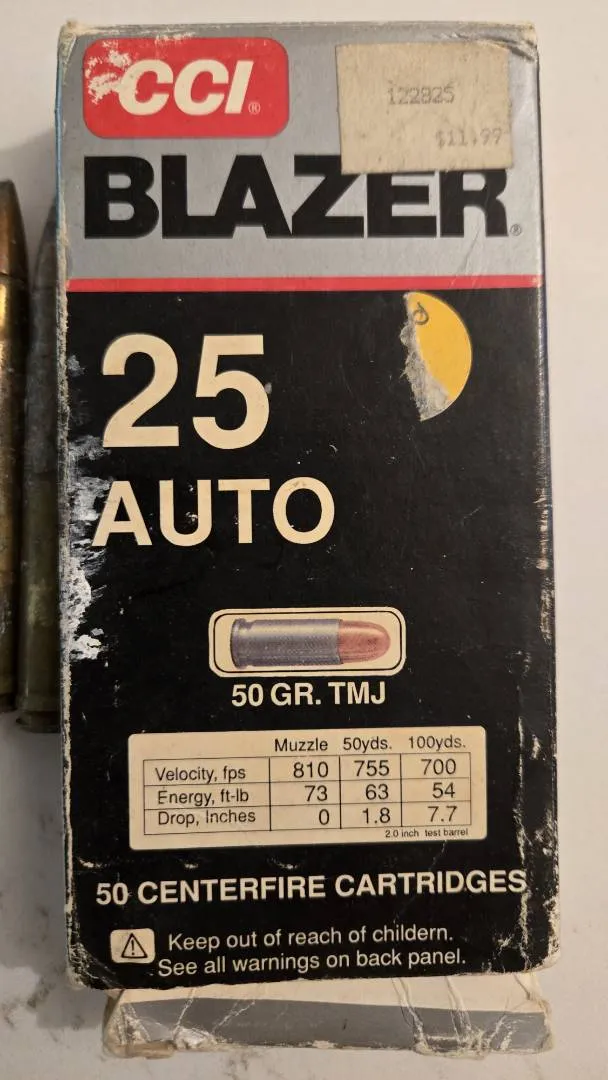 CCI®
122825
$11.99
BLAZER®
25
AUTO
50 GR. TMJ
Muzzle 50yds. 100yds.
Velocity, fps 810 755 700
Energy, ft-lb 73 63 54
Drop, Inches 0 1.8 7.7
2.0 inch test barrel
50 CENTERFIRE CARTRIDGES
Keep out of reach of childern.
See all warnings on back panel.